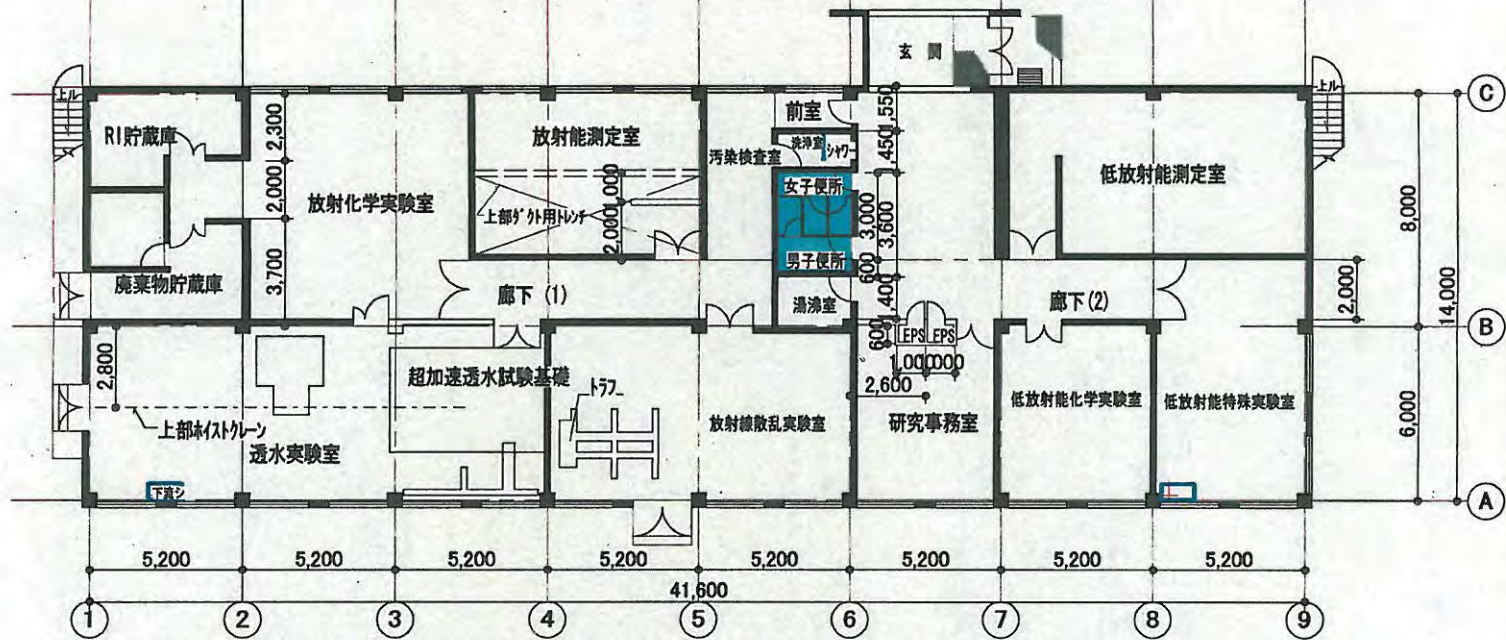 玄関
上ル
上ル
C
RI貯蔵庫
2,300
放射能測定室
前室
1,550
洗浄室
シャワー
1,450
汚染検査室
放射化学実験室
2,000
1,000
上部ダクト用トレンチ
2,000
女子便所
3,000
3,600
低放射能測定室
8,000
廃棄物貯蔵庫
3,700
男子便所
600
廊下(1)
湯沸室
1,400
廊下(2)
2,000
14,000
B
2,800
超加速透水試験基礎
600
EPS
EPS
1,000
1,000
2,600
トラフ
上部ホイストクレーン
透水実験室
放射線散乱実験室
研究事務室
低放射能化学実験室
低放射能特殊実験室
6,000
下流シ
A
5,200
5,200
5,200
5,200
5,200
5,200
5,200
5,200
41,600
1
2
3
4
5
6
7
8
9